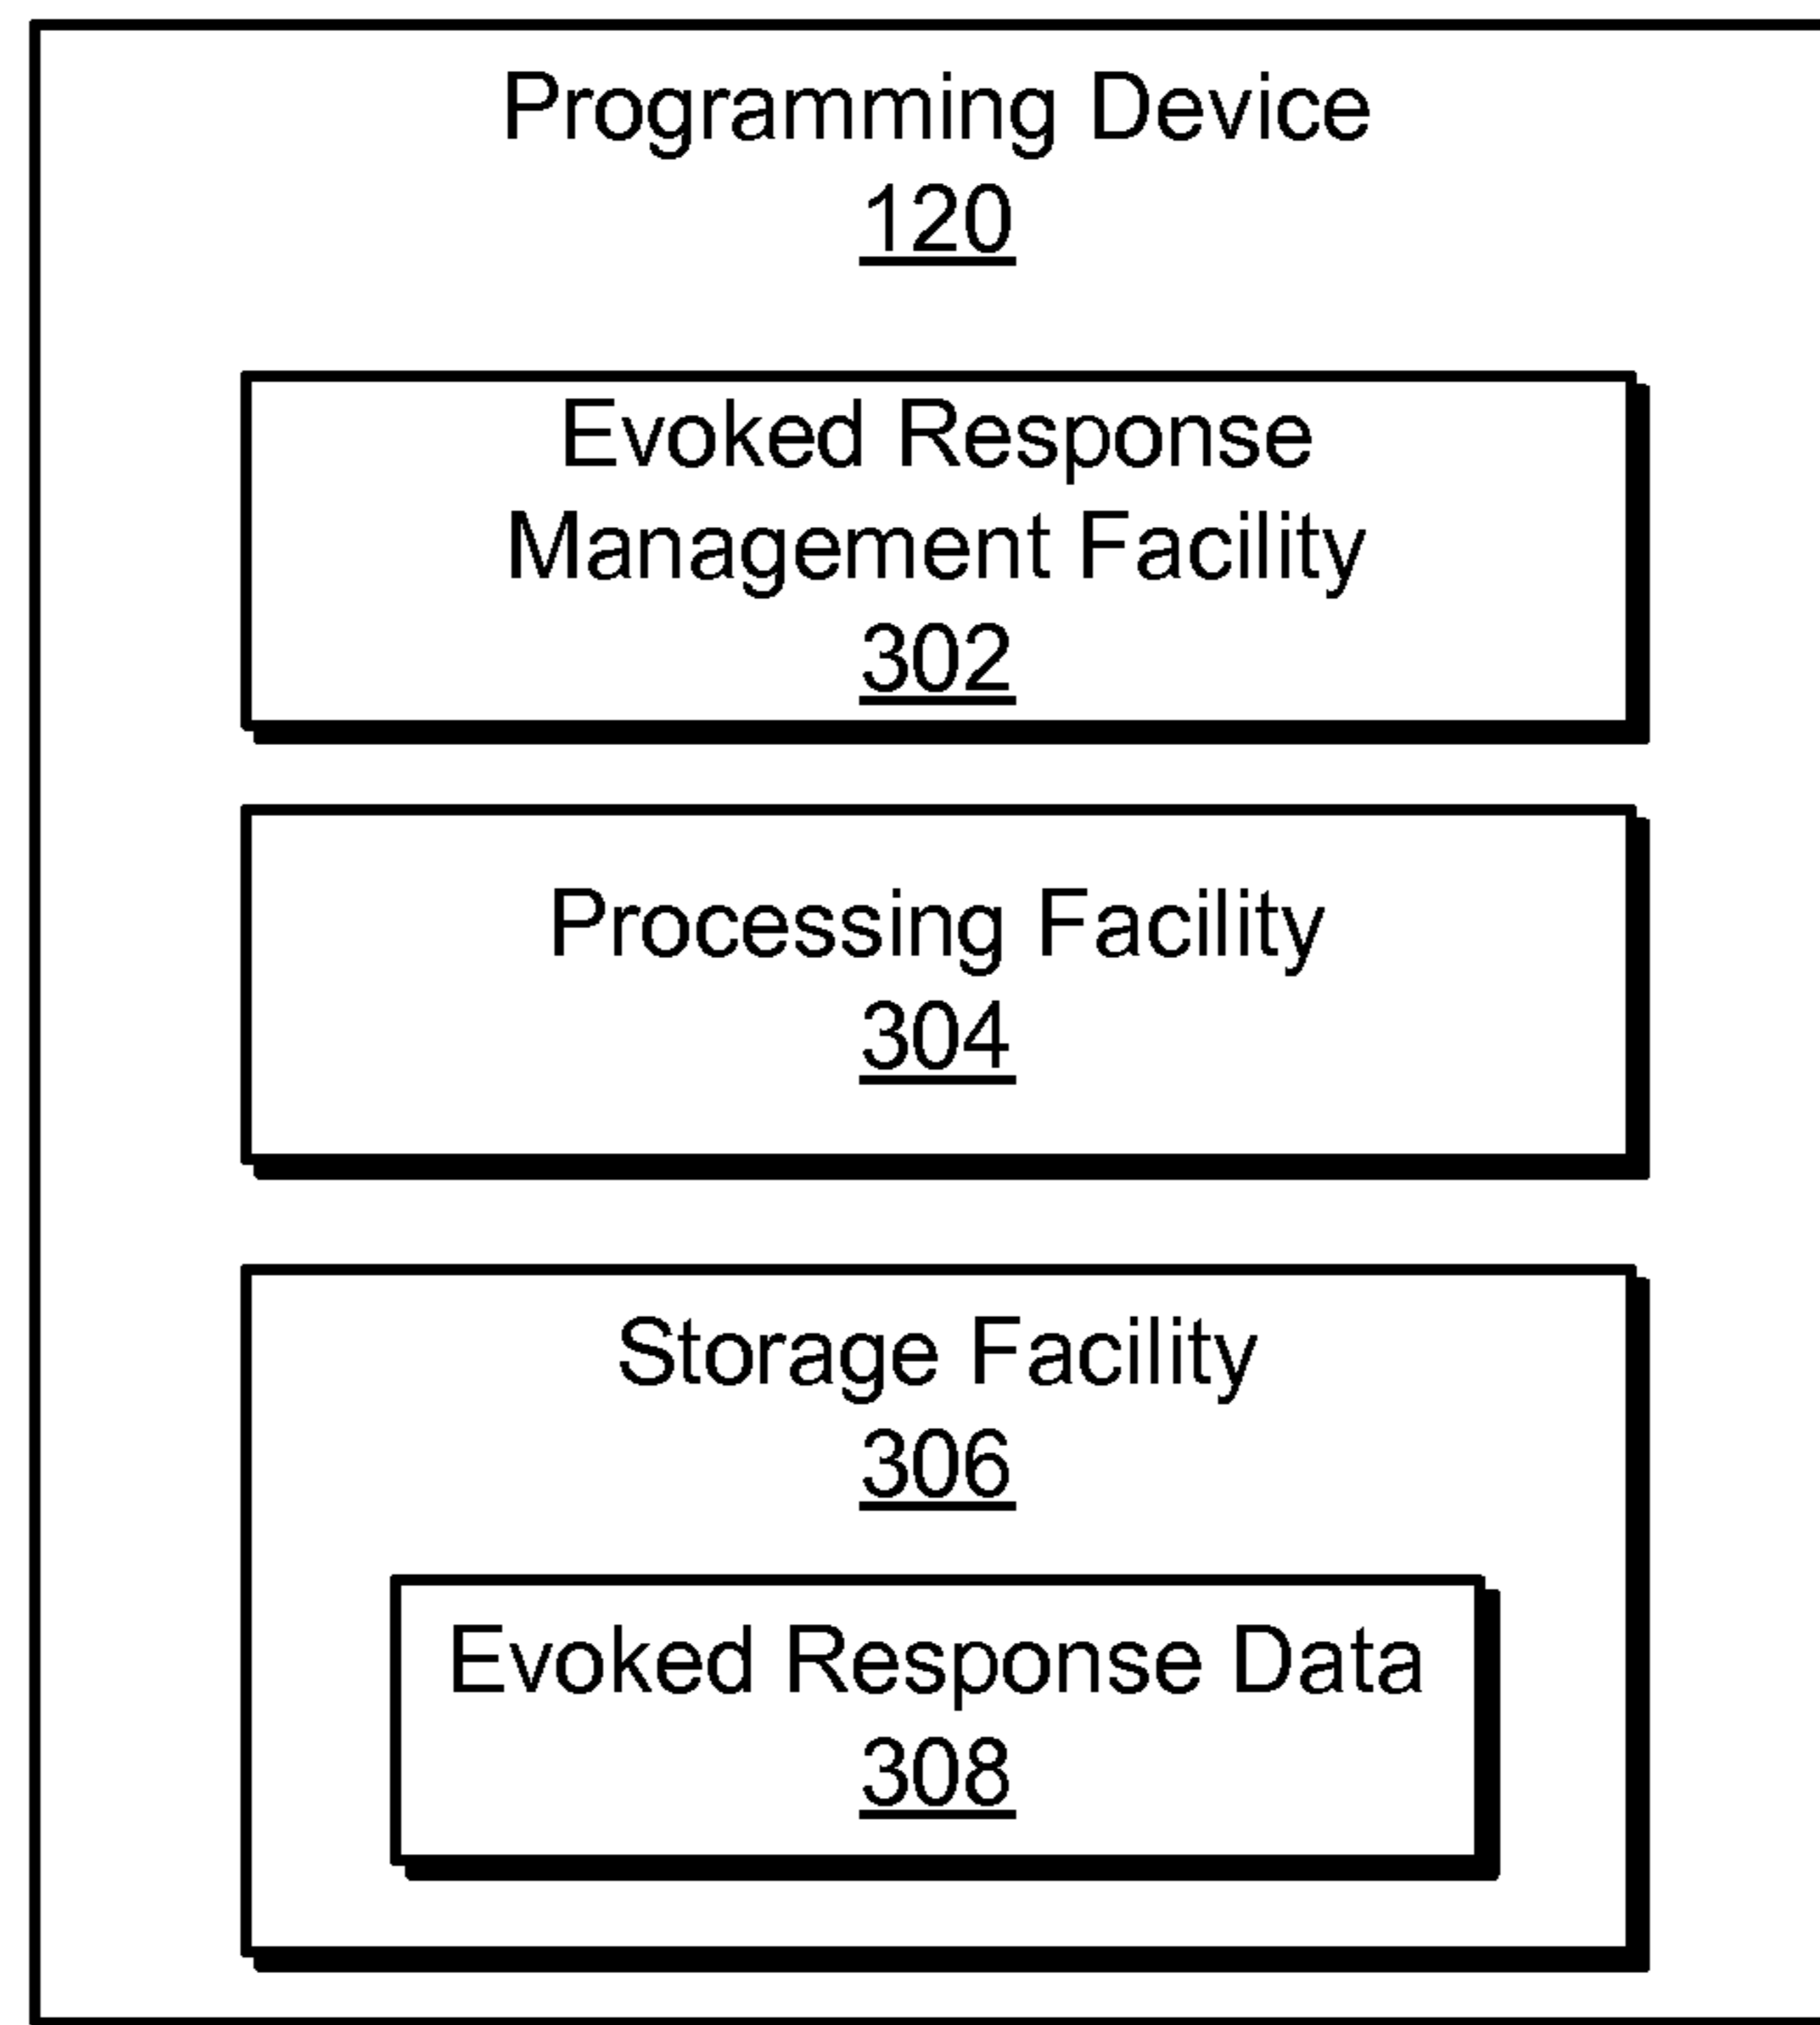 Programming Device
120
Evoked Response
Management Facility
302
Processing Facility
304
Storage Facility
306
Evoked Response Data
308